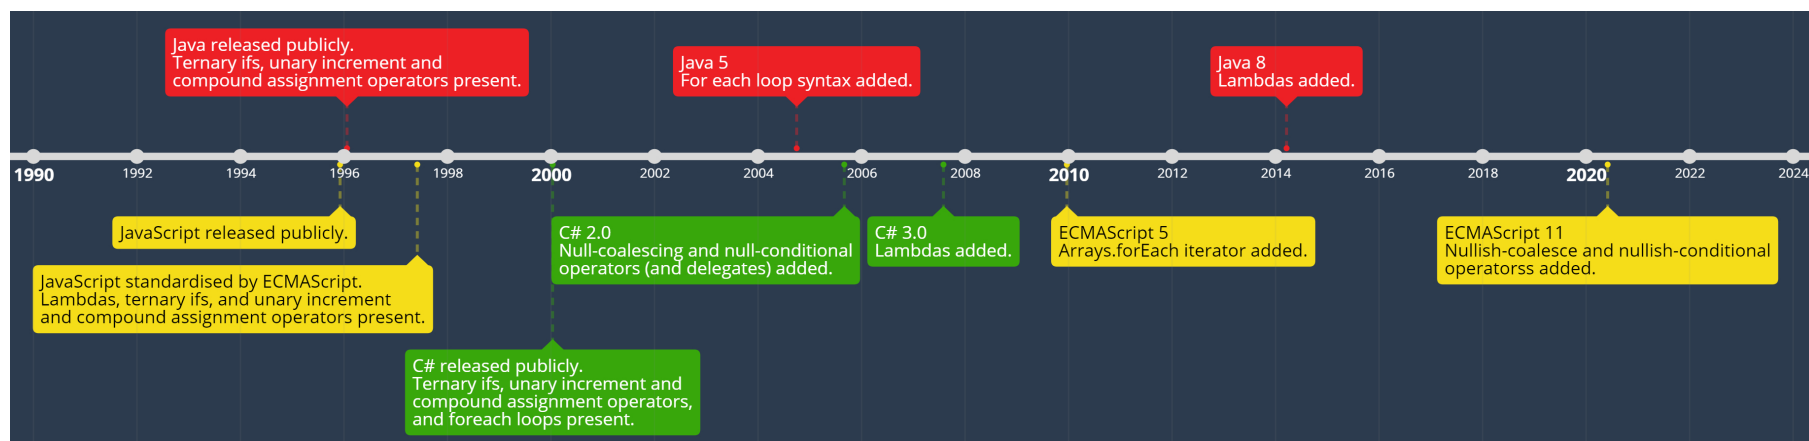 Java released publicly.
Ternary ifs, unary increment and
compound assignment operators present.
Java 5
For each loop syntax added.
Java 8
Lambdas added.
1990
1992
1994
1996
1998
2000
2002
2004
2006
2008
2010
2012
2014
2016
2018
2020
2022
2024
JavaScript released publicly.
JavaScript standardised by ECMAScript.
Lambdas, ternary ifs, and unary increment
and compound assignment operators present.
C# 2.0
Null-coalescing and null-conditional
operators (and delegates) added.
C# 3.0
Lambdas added.
ECMAScript 5
Arrays.forEach iterator added.
ECMAScript 11
Nullish-coalesce and nullish-conditional
operatorss added.
C# released publicly.
Ternary ifs, unary increment and
compound assignment operators,
and foreach loops present.